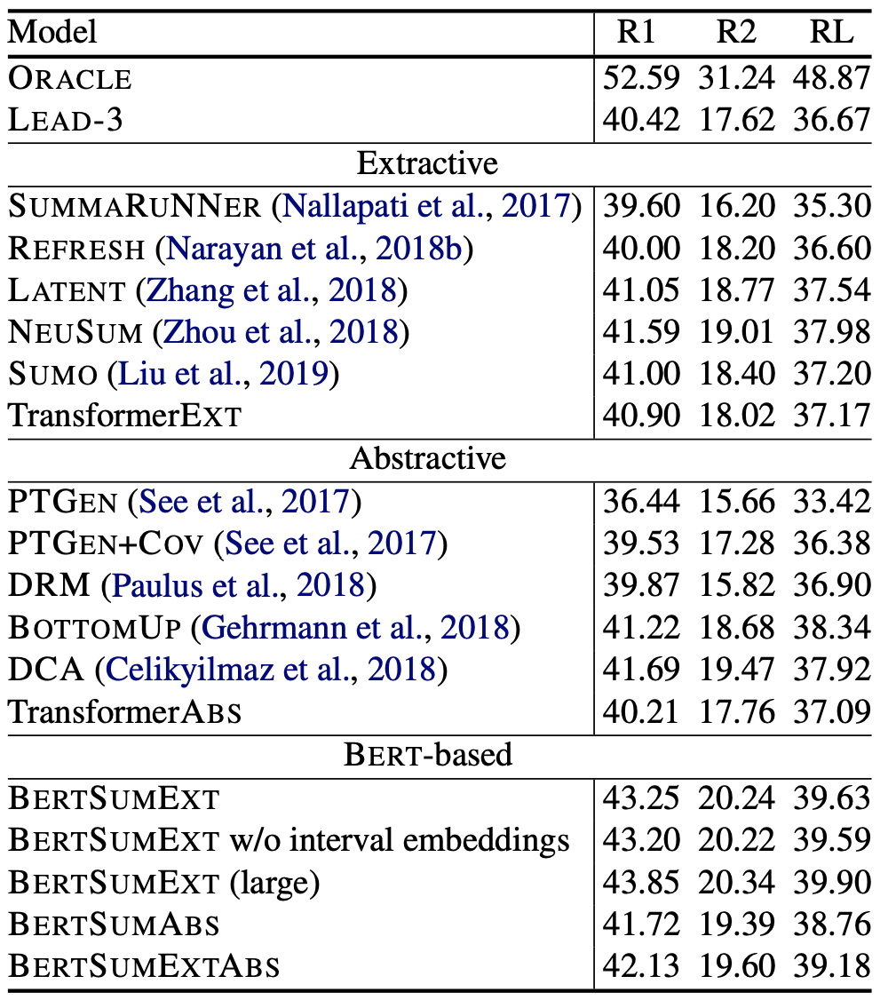 Model R1 R2 RL
ORACLE 52.59 31.24 48.87
LEAD-3 40.42 17.62 36.67
Extractive
SUMMARUNNER (Nallapati et al., 2017) 39.60 16.20 35.30
REFRESH (Narayan et al., 2018b) 40.00 18.20 36.60
LATENT (Zhang et al., 2018) 41.05 18.77 37.54
NEUSUM (Zhou et al., 2018) 41.59 19.01 37.98
SUMO (Liu et al., 2019) 41.00 18.40 37.20
TransformerEXT 40.90 18.02 37.17
Abstractive
PTGEN (See et al., 2017) 36.44 15.66 33.42
PTGEN+COV (See et al., 2017) 39.53 17.28 36.38
DRM (Paulus et al., 2018) 39.87 15.82 36.90
BOTTOMUP (Gehrmann et al., 2018) 41.22 18.68 38.34
DCA (Celikyilmaz et al., 2018) 41.69 19.47 37.92
TransformerABS 40.21 17.76 37.09
BERT-based
BERTSUMEXT 43.25 20.24 39.63
BERTSUMEXT w/o interval embeddings 43.20 20.22 39.59
BERTSUMEXT (large) 43.85 20.34 39.90
BERTSUMABS 41.72 19.39 38.76
BERTSUMEXTABS 42.13 19.60 39.18